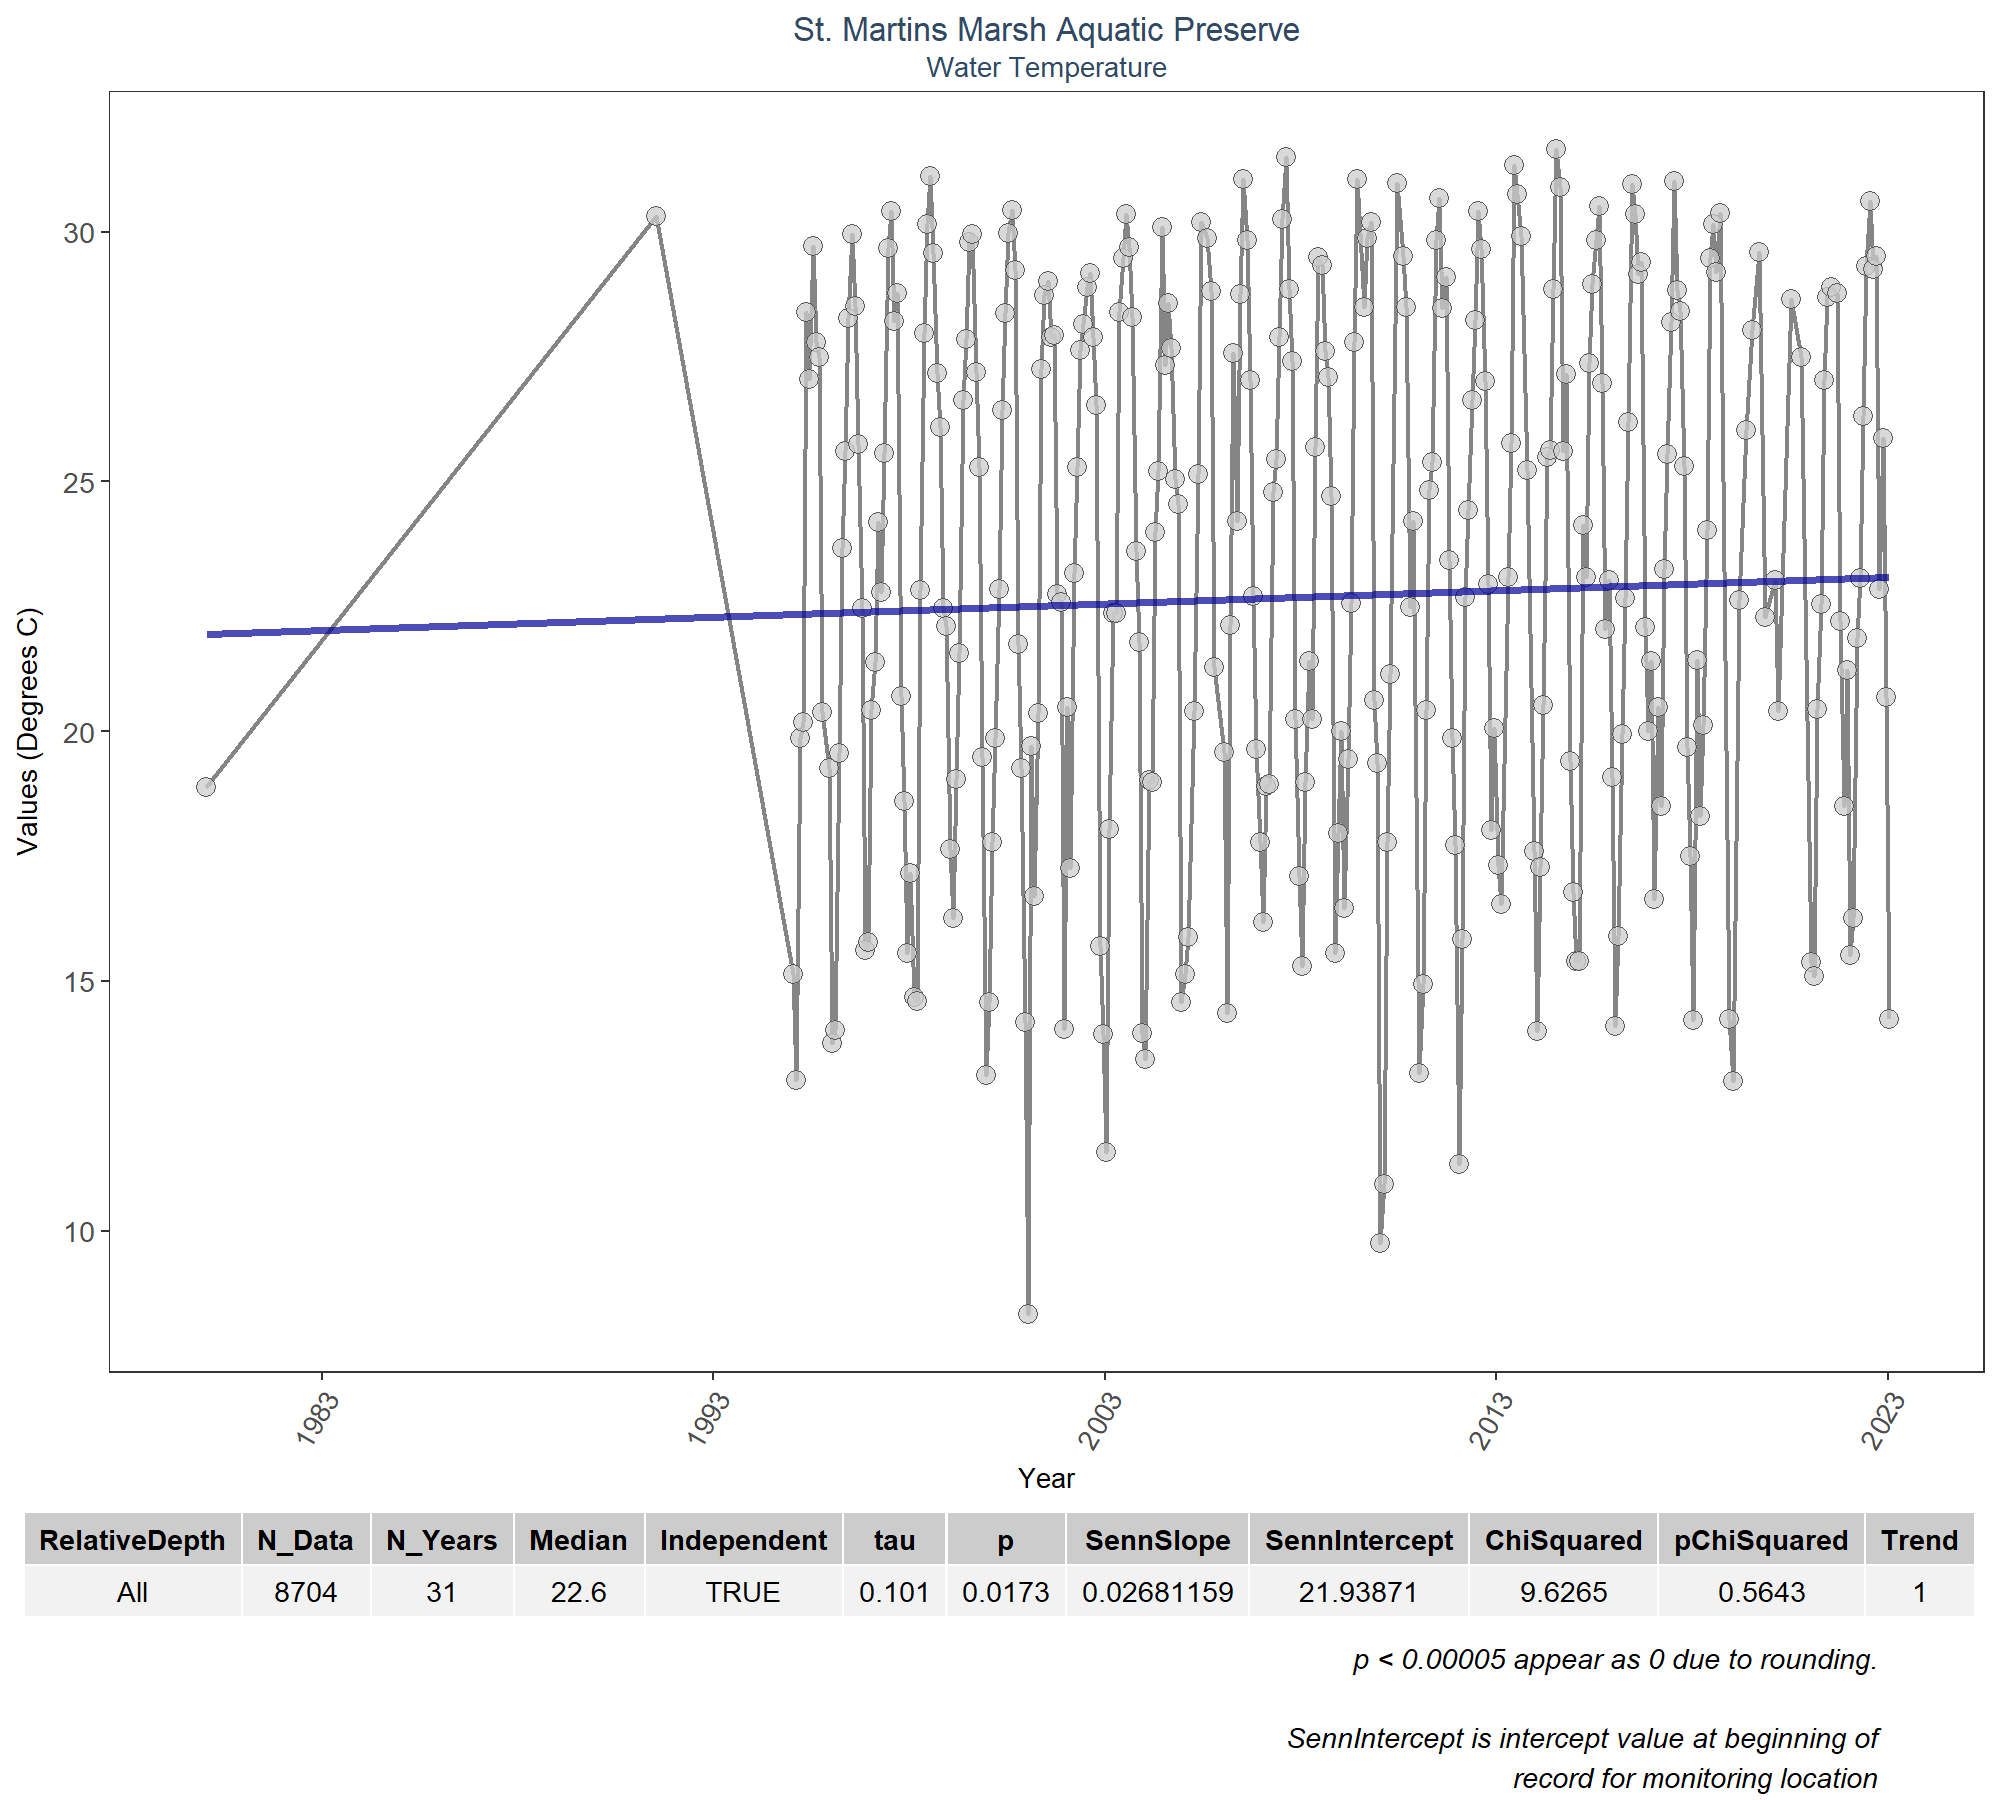 St. Martins Marsh Aquatic Preserve
Water Temperature
Values (Degrees C)
30
25
20
15
10
1983
1993
2003
2013
2023
Year
RelativeDepth N_Data N_Years Median Independent tau p SennSlope SennIntercept ChiSquared pChiSquared Trend
All 8704 31 22.6 TRUE 0.101 0.0173 0.02681159 21.93871 9.6265 0.5643 1
p < 0.00005 appear as 0 due to rounding.
SennIntercept is intercept value at beginning of
record for monitoring location